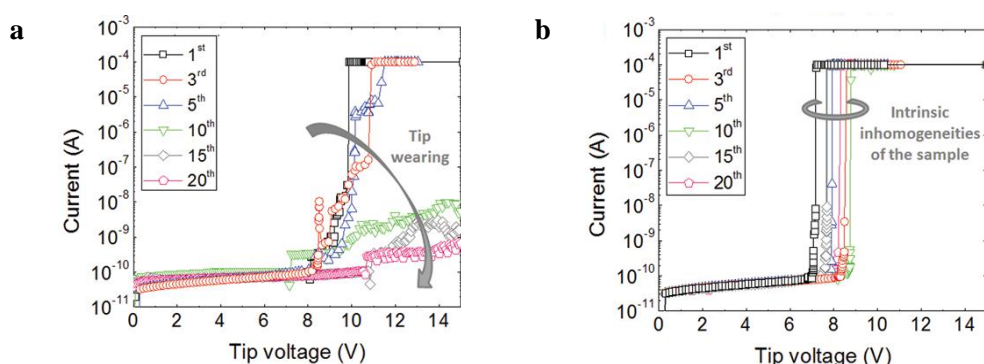 a
10^-3
10^-4
10^-5
10^-6
10^-7
10^-8
10^-9
10^-10
10^-11
Current (A)
1st
3rd
5th
10th
15th
20th
Tip
wearing
0 2 4 6 8 10 12 14
Tip voltage (V)
b
10^-3
10^-4
10^-5
10^-6
10^-7
10^-8
10^-9
10^-10
10^-11
Current (A)
1st
3rd
5th
10th
15th
20th
Intrinsic
inhomogeneities
of the sample
0 2 4 6 8 10 12 14
Tip voltage (V)